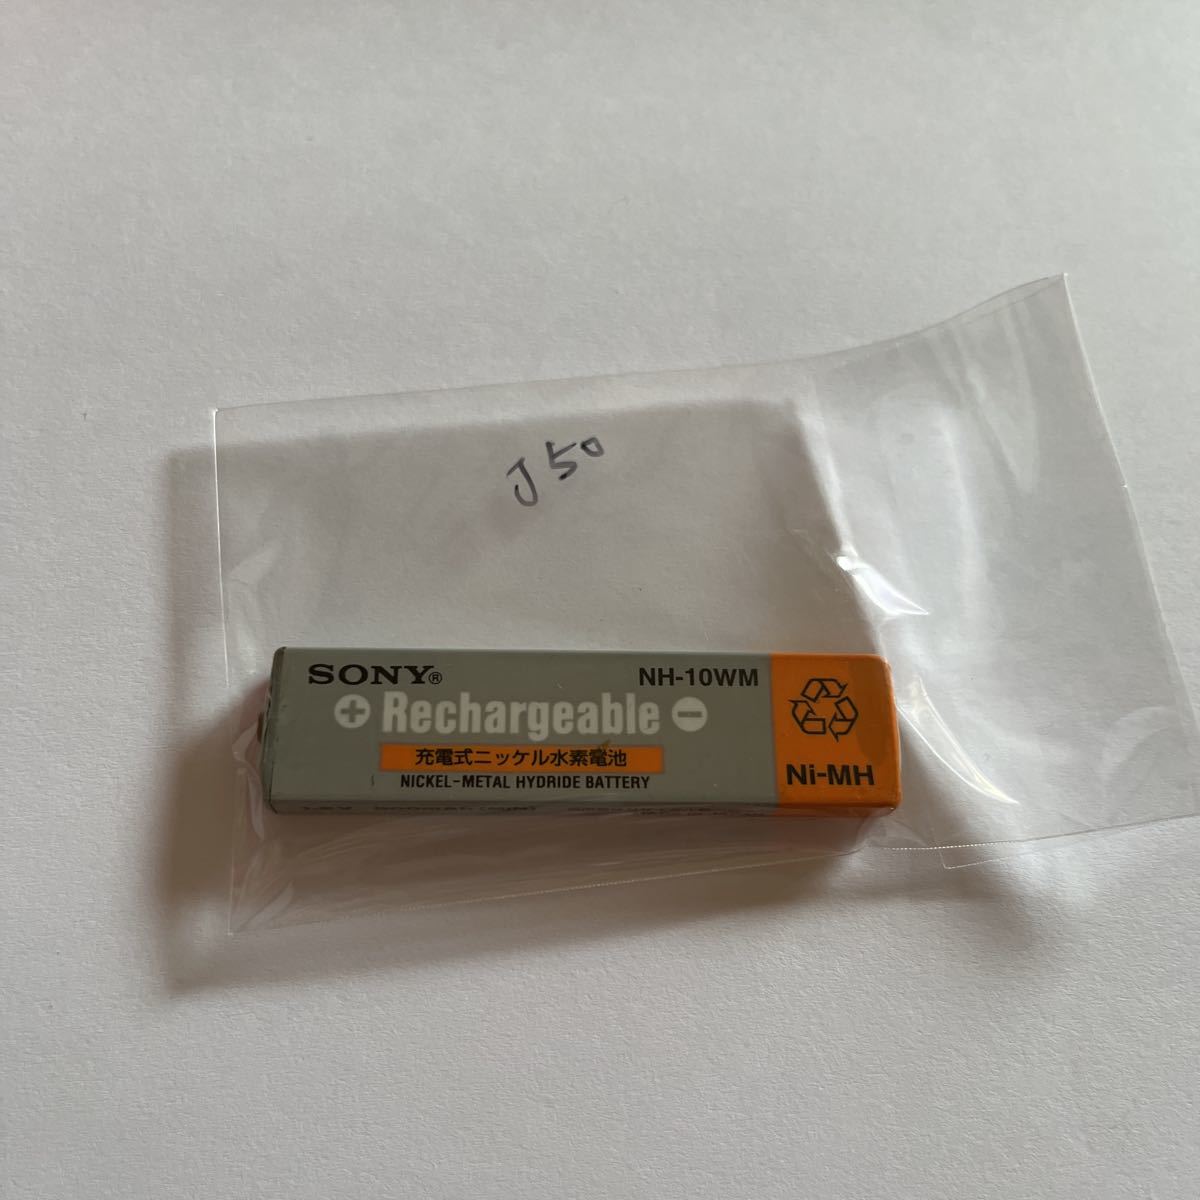 J50
SONY® NH-10WM
+ Rechargeable -
充電式ニッケル水素電池
NICKEL-METAL HYDRIDE BATTERY
Ni-MH